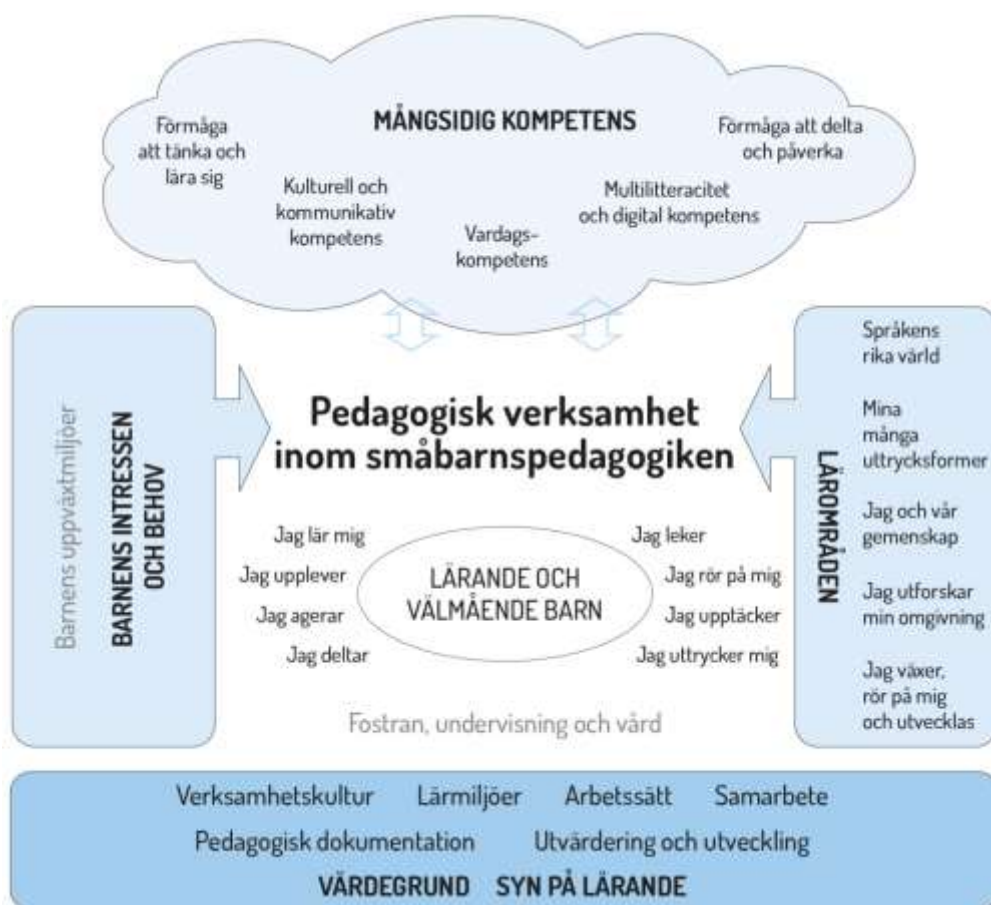 MÅNGSIDIG KOMPETENS
Förmåga
att tänka och
lära sig
Kulturell och
kommunikativ
kompetens
Vardags-
kompetens
Multilitteracitet
och digital kompetens
Förmåga att delta
och påverka
Barnens uppväxtmiljöer
BARNENS INTRESSEN
OCH BEHOV
Pedagogisk verksamhet
inom småbarnspedagogiken
Jag lär mig
Jag upplever
Jag agerar
Jag deltar
LÄRANDE OCH
VÄLMÅENDE BARN
Jag leker
Jag rör på mig
Jag upptäcker
Jag uttrycker mig
Fostran, undervisning och vård
LÄROMRÅDEN
Språkens
rika värld
Mina
många
uttrycksformer
Jag och vår
gemenskap
Jag utforskar
min omgivning
Jag växer,
rör på mig
och utvecklas
Verksamhetskultur Lärmiljöer Arbetssätt Samarbete
Pedagogisk dokumentation Utvärdering och utveckling
VÄRDEGRUND SYN PÅ LÄRANDE